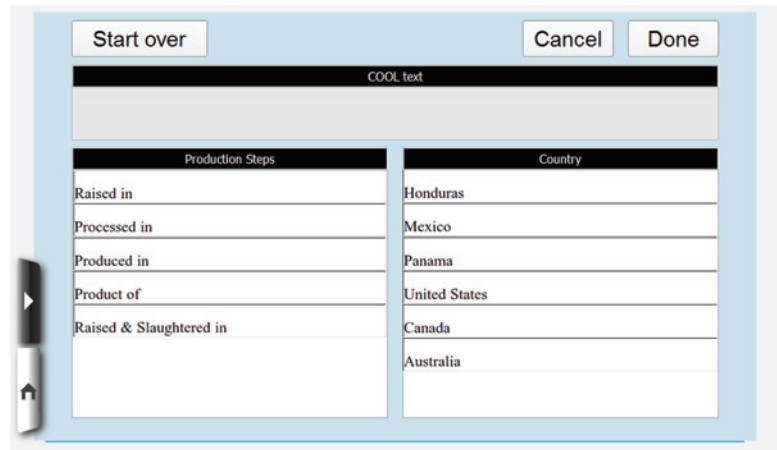 Start over
Cancel
Done
COOL text
Production Steps
Raised in
Processed in
Produced in
Product of
Raised & Slaughtered in
Country
Honduras
Mexico
Panama
United States
Canada
Australia